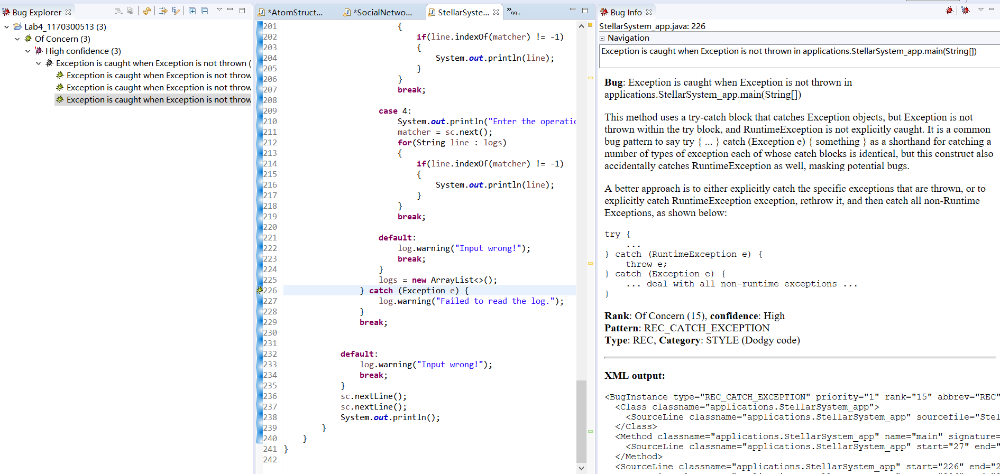 Bug Explorer
Lab4_1170300513 (3)
Of Concern (3)
High confidence (3)
Exception is caught when Exception is not thrown (
Exception is caught when Exception is not throw
Exception is caught when Exception is not throw
Exception is caught when Exception is not throw
*AtomStruct... *SocialNetwo... StellarSyste...
201 {
202 if(line.indexOf(matcher) != -1)
203 {
204 System.out.println(line);
205 }
206 }
207 break;
208
209 case 4:
210 System.out.println("Enter the operatio
211 matcher = sc.next();
212 for(String line : logs)
213 {
214 if(line.indexOf(matcher) != -1)
215 {
216 System.out.println(line);
217 }
218 }
219 break;
220
221 default:
222 log.warning("Input wrong!");
223 break;
224 }
225 logs = new ArrayList<>();
226 } catch (Exception e) {
227 log.warning("Failed to read the log.");
228 }
229 break;
230
231
232 default:
233 log.warning("Input wrong!");
234 break;
235 }
236 sc.nextLine();
237 sc.nextLine();
238 System.out.println();
239 }
240 }
241 }
242
Bug Info
StellarSystem_app.java: 226
Navigation
Exception is caught when Exception is not thrown in applications.StellarSystem_app.main(String[])
Bug: Exception is caught when Exception is not thrown in
applications.StellarSystem_app.main(String[])
This method uses a try-catch block that catches Exception objects, but Exception is not
thrown within the try block, and RuntimeException is not explicitly caught. It is a common
bug pattern to say try { ... } catch (Exception e) { something } as a shorthand for catching a
number of types of exception each of whose catch blocks is identical, but this construct also
accidentally catches RuntimeException as well, masking potential bugs.
A better approach is to either explicitly catch the specific exceptions that are thrown, or to
explicitly catch RuntimeException exception, rethrow it, and then catch all non-Runtime
Exceptions, as shown below:
try {
...
} catch (RuntimeException e) {
throw e;
} catch (Exception e) {
... deal with all non-runtime exceptions ...
}
Rank: Of Concern (15), confidence: High
Pattern: REC_CATCH_EXCEPTION
Type: REC, Category: STYLE (Dodgy code)
XML output:
<BugInstance type="REC_CATCH_EXCEPTION" priority="1" rank="15" abbrev="REC"
<Class classname="applications.StellarSystem_app">
<SourceLine classname="applications.StellarSystem_app" sourcefile="Stel
</Class>
<Method classname="applications.StellarSystem_app" name="main" signature=
<SourceLine classname="applications.StellarSystem_app" start="27" end="
</Method>
<SourceLine classname="applications.StellarSystem_app" start="226" end="2